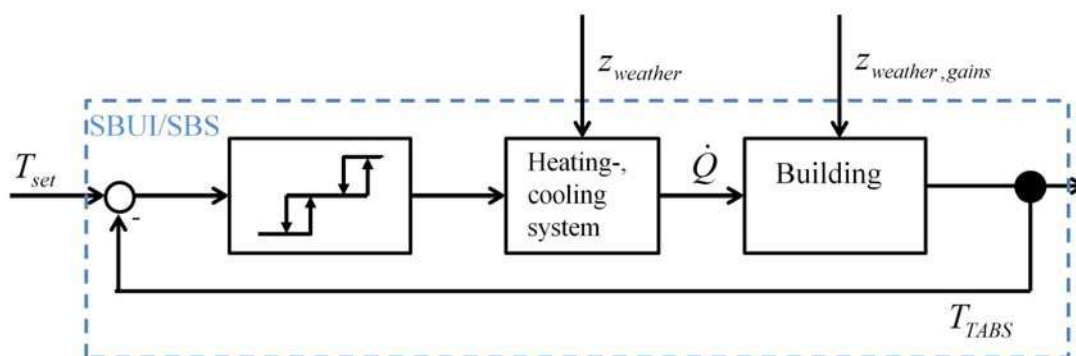 z_weather
z_weather,gains
SBUI/SBS
T_set
-
Heating-,
cooling
system
Q̇
Building
T_TABS